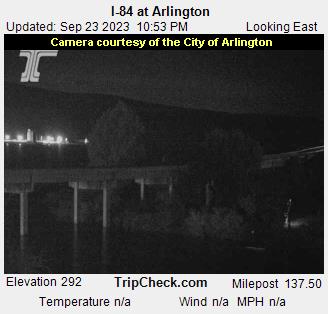 I-84 at Arlington
Updated: Sep 23 2023 10:53 PM Looking East
Camera courtesy of the City of Arlington
Elevation 292 TripCheck.com Milepost 137.50
Temperature n/a Wind n/a MPH n/a